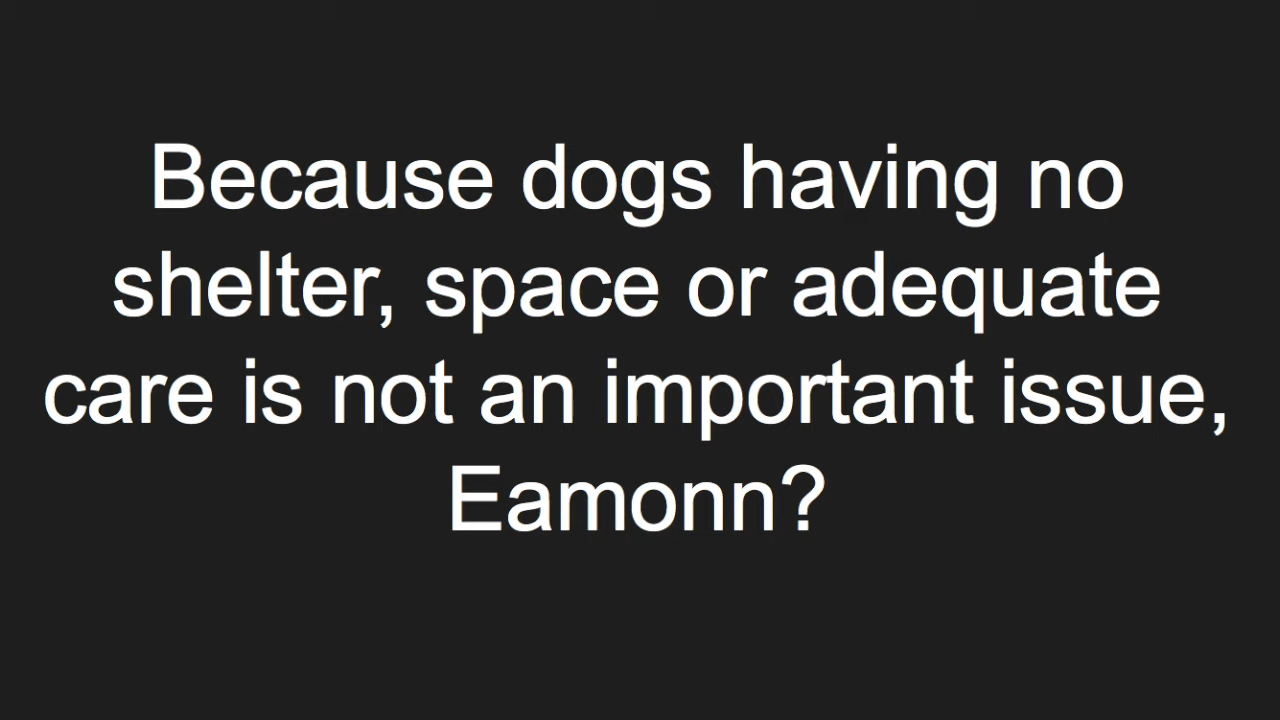 Because dogs having no
shelter, space or adequate
care is not an important issue,
Eamonn?